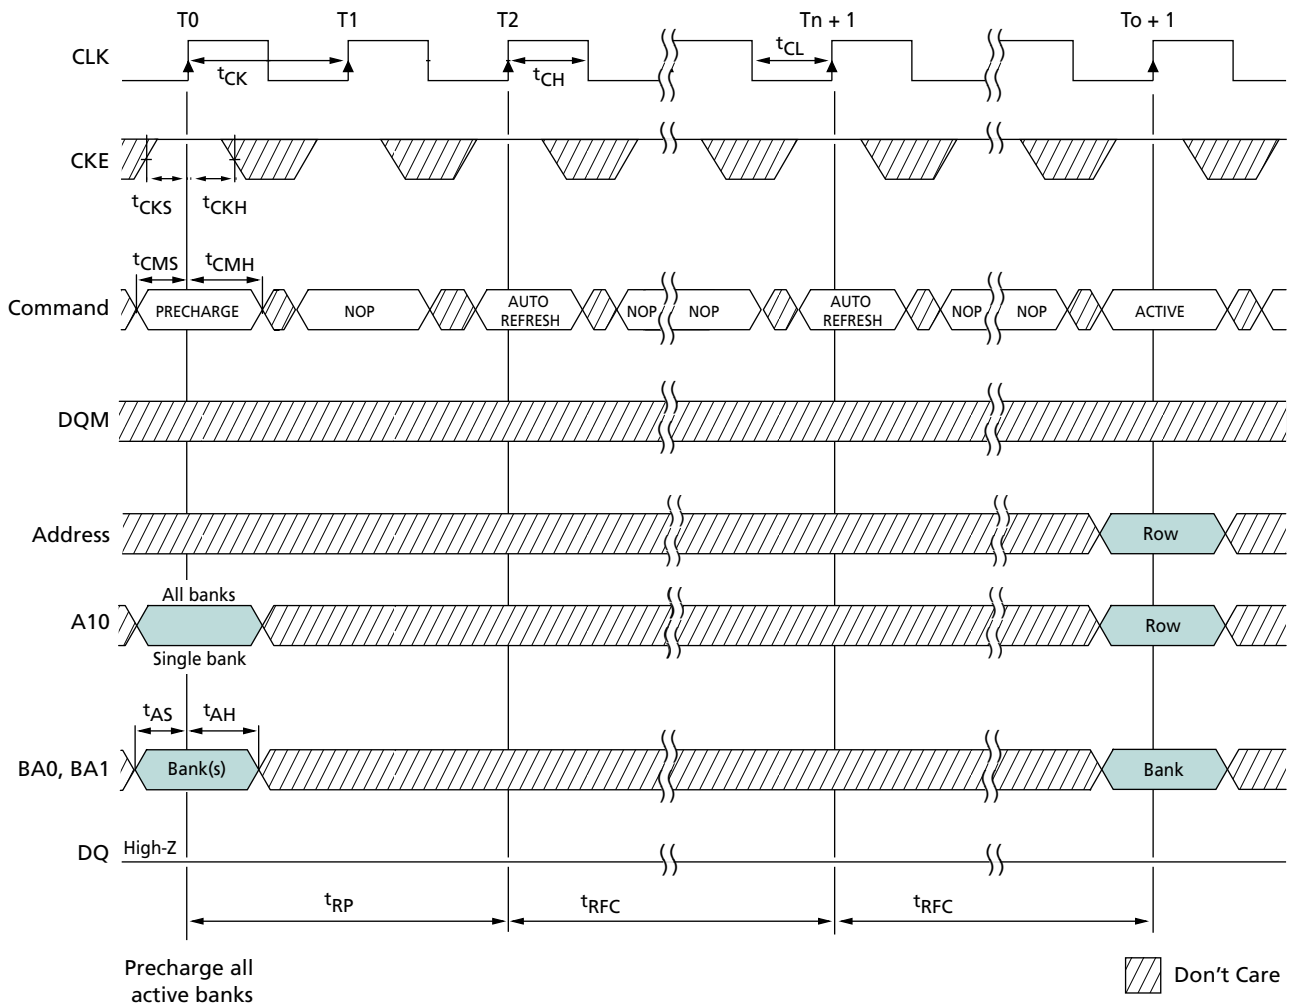 T0 T1 T2 Tn + 1 To + 1
CLK
tCK tCH tCL
CKE
tCKS tCKH
tCMS tCMH
Command PRECHARGE NOP AUTO REFRESH NOP NOP AUTO REFRESH NOP NOP ACTIVE
DQM
Address Row
All banks
A10 Row
Single bank
tAS tAH
BA0, BA1 Bank(s) Bank
DQ High-Z
tRP tRFC tRFC
Precharge all
active banks
Don't Care